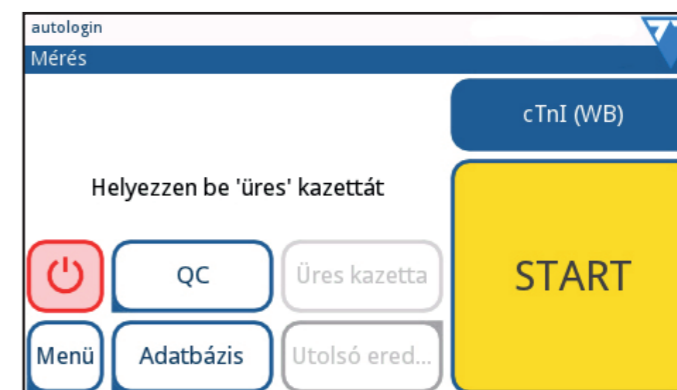 autologin
Mérés
cTnI (WB)
Helyezzen be 'üres' kazettát
START
QC
Üres kazetta
Menü
Adatbázis
Utolsó ered...